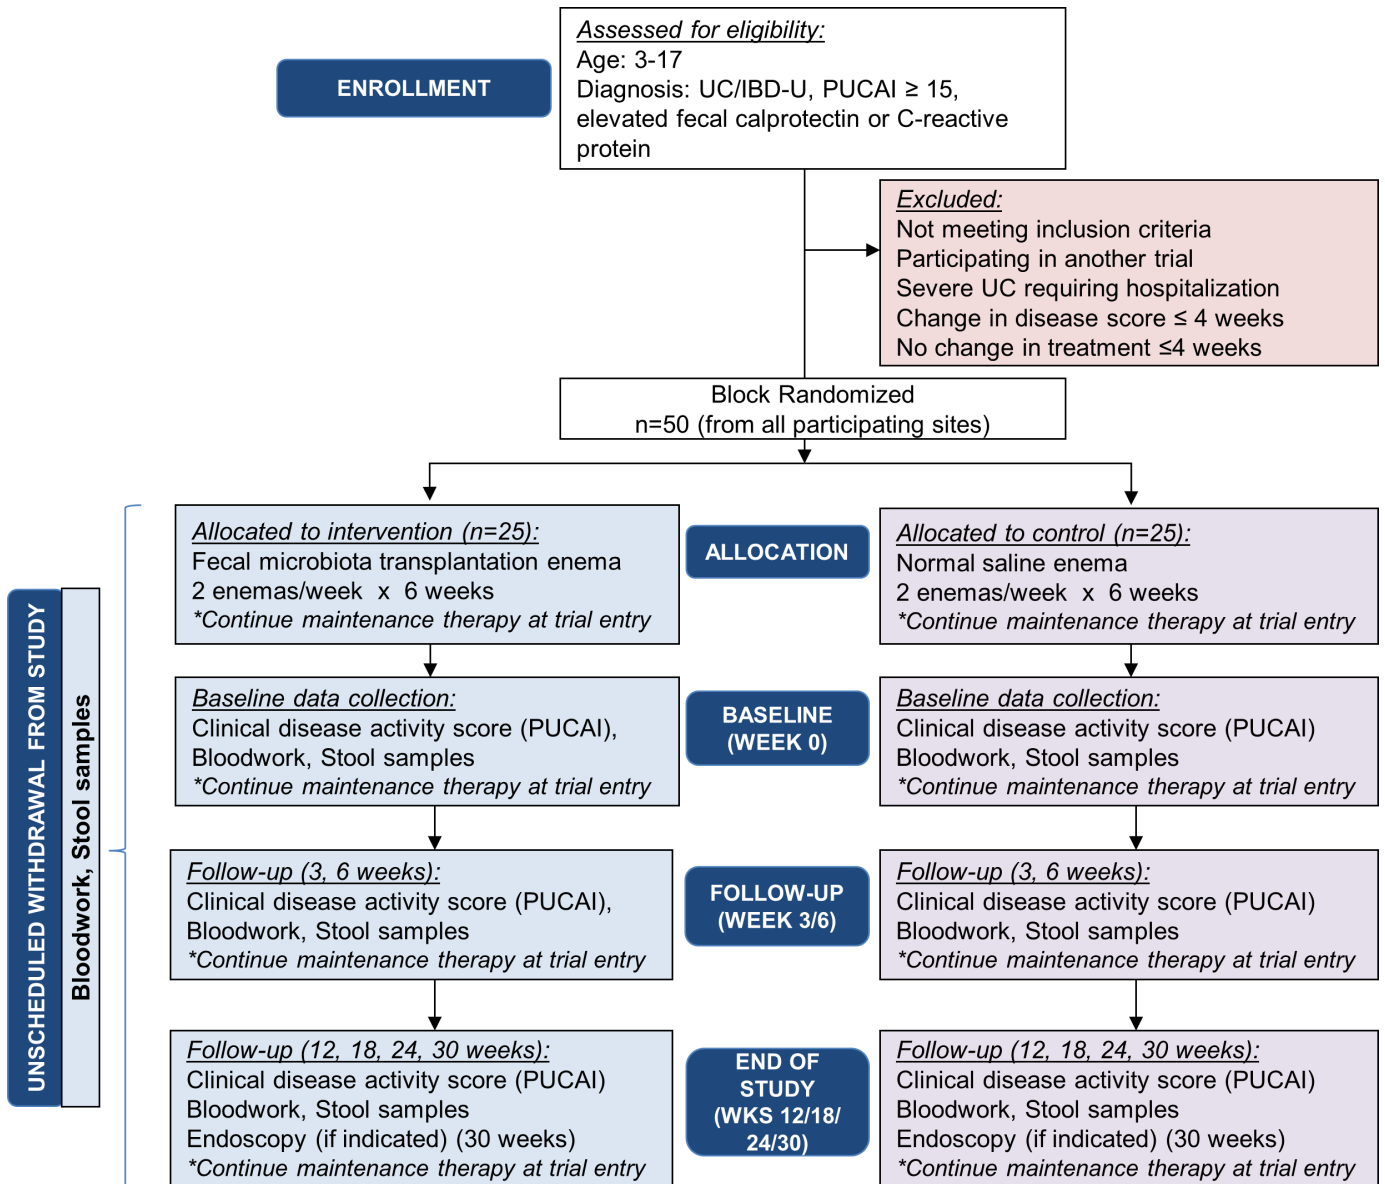 ENROLLMENT
Assessed for eligibility:
Age: 3-17
Diagnosis: UC/IBD-U, PUCAI ≥ 15,
elevated fecal calprotectin or C-reactive
protein
Excluded:
Not meeting inclusion criteria
Participating in another trial
Severe UC requiring hospitalization
Change in disease score ≤ 4 weeks
No change in treatment ≤4 weeks
Block Randomized
n=50 (from all participating sites)
UNSCHEDULED WITHDRAWAL FROM STUDY
Bloodwork, Stool samples
Allocated to intervention (n=25):
Fecal microbiota transplantation enema
2 enemas/week x 6 weeks
*Continue maintenance therapy at trial entry
ALLOCATION
Allocated to control (n=25):
Normal saline enema
2 enemas/week x 6 weeks
*Continue maintenance therapy at trial entry
Baseline data collection:
Clinical disease activity score (PUCAI),
Bloodwork, Stool samples
*Continue maintenance therapy at trial entry
BASELINE
(WEEK 0)
Baseline data collection:
Clinical disease activity score (PUCAI)
Bloodwork, Stool samples
*Continue maintenance therapy at trial entry
Follow-up (3, 6 weeks):
Clinical disease activity score (PUCAI),
Bloodwork, Stool samples
*Continue maintenance therapy at trial entry
FOLLOW-UP
(WEEK 3/6)
Follow-up (3, 6 weeks):
Clinical disease activity score (PUCAI)
Bloodwork, Stool samples
*Continue maintenance therapy at trial entry
Follow-up (12, 18, 24, 30 weeks):
Clinical disease activity score (PUCAI)
Bloodwork, Stool samples
Endoscopy (if indicated) (30 weeks)
*Continue maintenance therapy at trial entry
END OF
STUDY
(WKS 12/18/
24/30)
Follow-up (12, 18, 24, 30 weeks):
Clinical disease activity score (PUCAI)
Bloodwork, Stool samples
Endoscopy (if indicated) (30 weeks)
*Continue maintenance therapy at trial entry